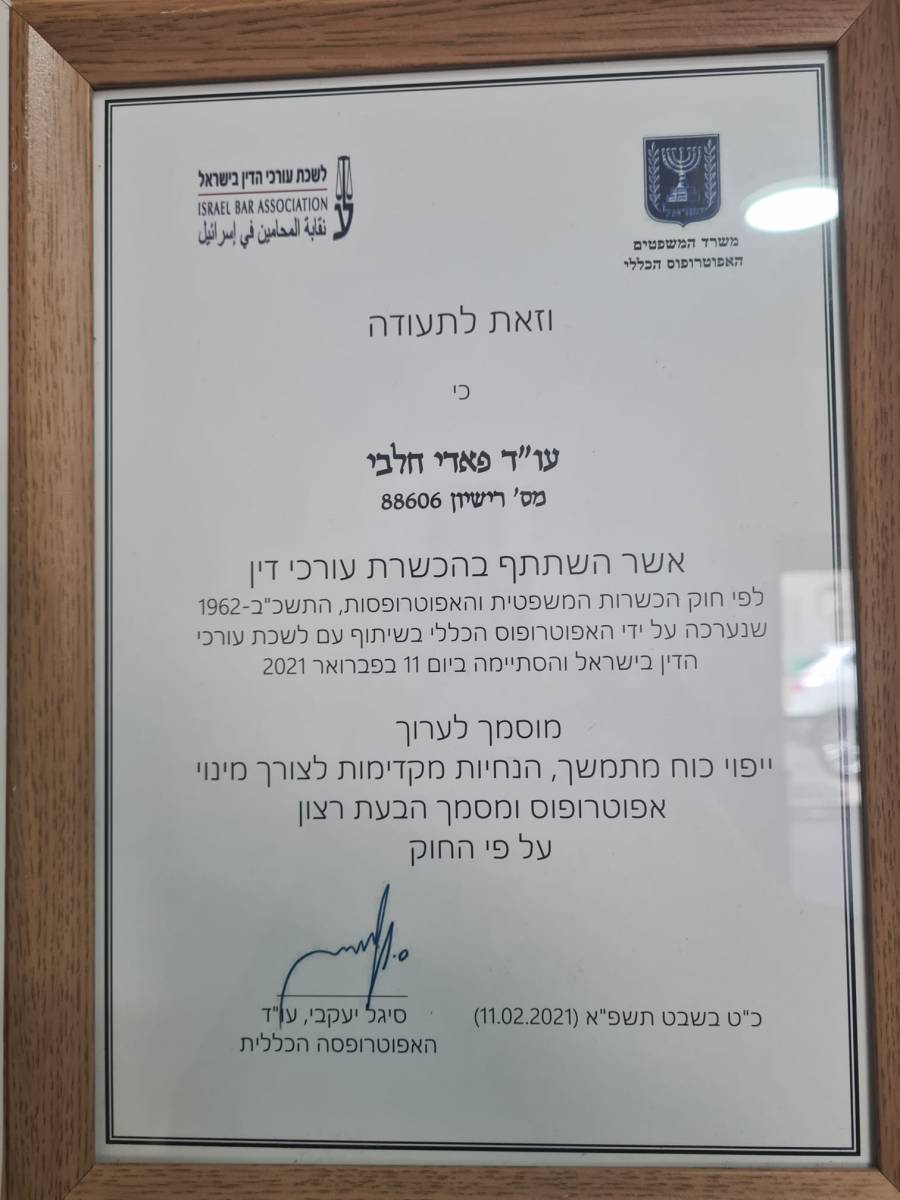 לשכת עורכי הדין בישראל
ISRAEL BAR ASSOCIATION
نقابة المحامين في إسرائيل
משרד המשפטים
האפוטרופוס הכללי
וזאת לתעודה
כי
עו"ד פאדי חלבי
מס' רישיון 88606
אשר השתתף בהכשרת עורכי דין
לפי חוק הכשרות המשפטית והאפוטרופסות, התשכ"ב-1962
שנערכה על ידי האפוטרופוס הכללי בשיתוף עם לשכת עורכי
הדין בישראל והסתיימה ביום 11 בפברואר 2021
מוסמך לערוך
ייפוי כוח מתמשך, הנחיות מקדימות לצורך מינוי
אפוטרופוס ומסמך הבעת רצון
על פי החוק
כ"ט בשבט תשפ"א (11.02.2021)
סיגל יעקבי, עו"ד
האפוטרופסה הכללית